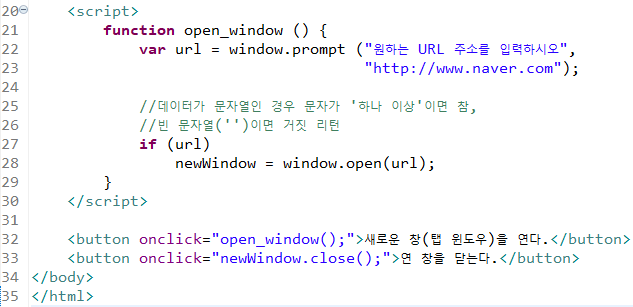 20 <script>
21 function open_window () {
22 var url = window.prompt ("원하는 URL 주소를 입력하시오",
23 "http://www.naver.com");
24
25 //데이터가 문자열인 경우 문자가 '하나 이상'이면 참,
26 //빈 문자열('')이면 거짓 리턴
27 if (url)
28 newWindow = window.open(url);
29 }
30 </script>
31
32 <button onclick="open_window();">새로운 창(탭 윈도우)을 연다.</button>
33 <button onclick="newWindow.close();">연 창을 닫는다.</button>
34 </body>
35 </html>